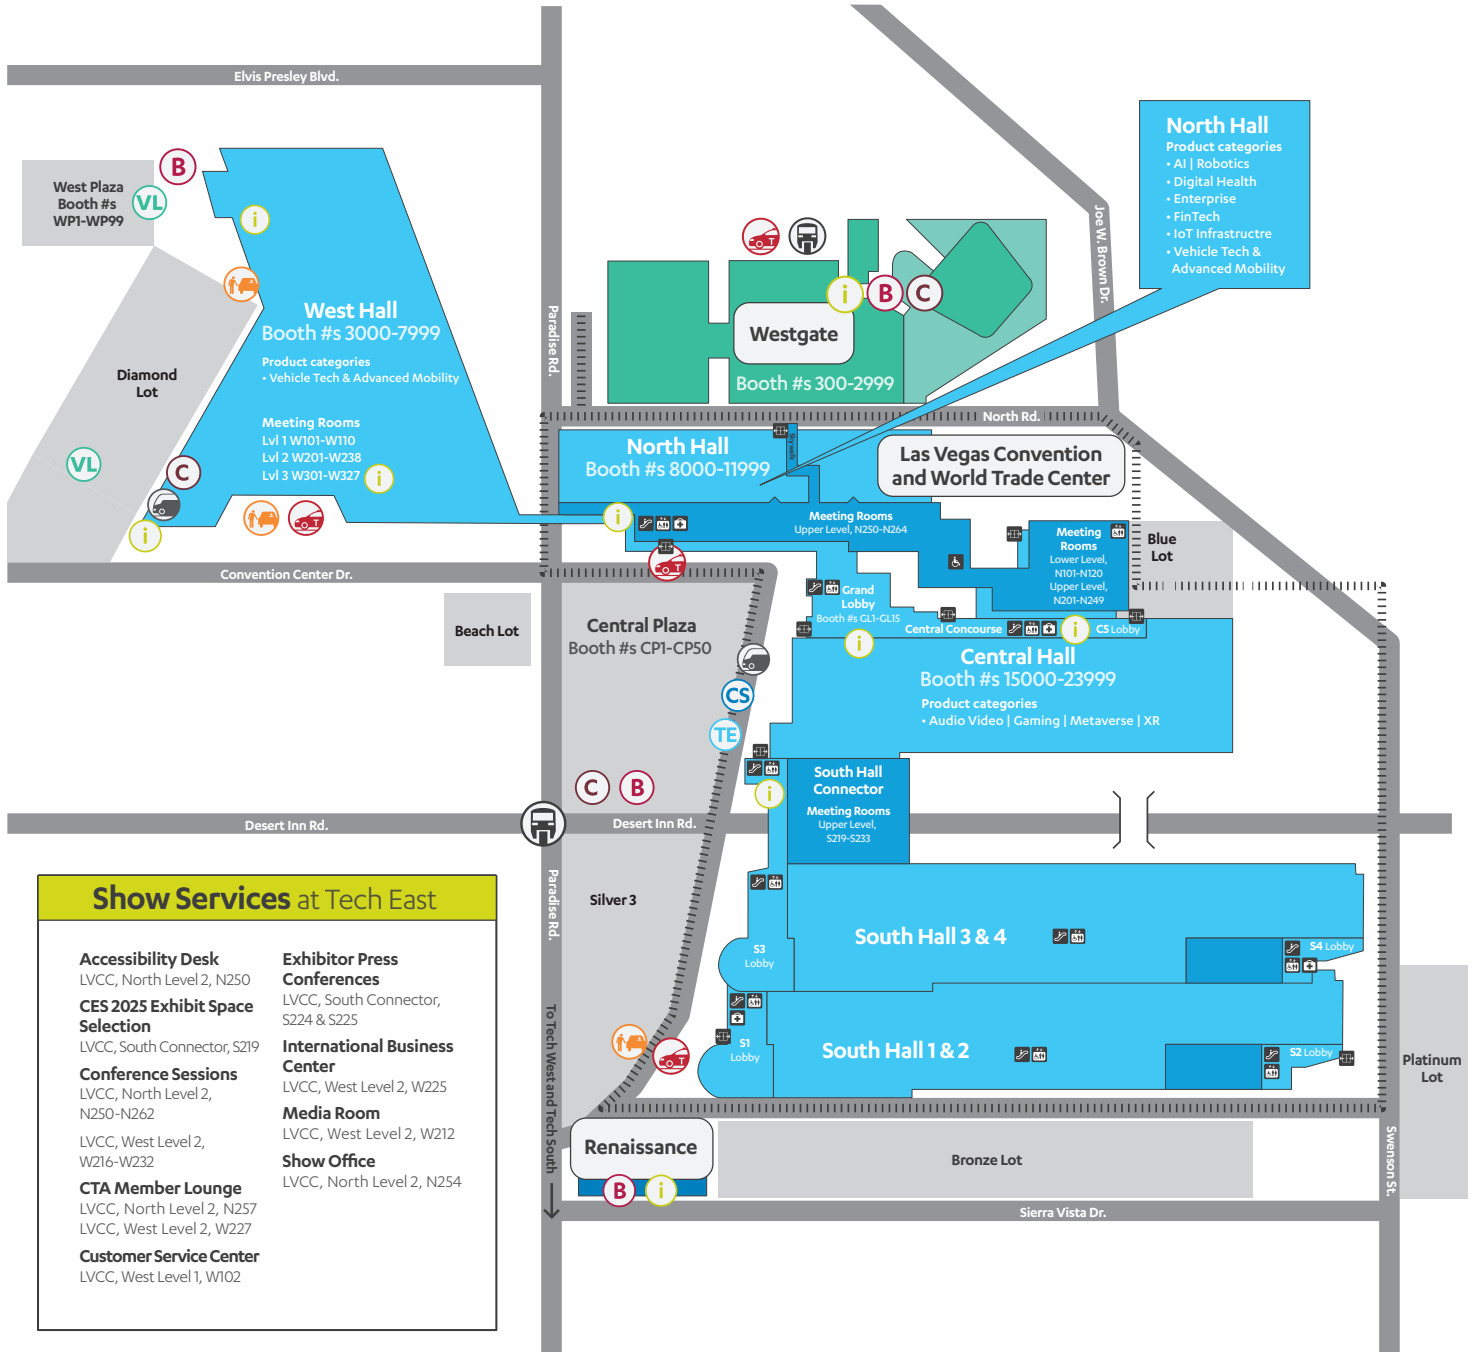 Elvis Presley Blvd.
B
West Plaza
Booth #s
WP1-WP99
VL
i
West Hall
Booth #s 3000-7999
Product categories
• Vehicle Tech & Advanced Mobility
Meeting Rooms
Lvl 1 W101-W110
Lvl 2 W201-W238
Lvl 3 W301-W327
i
Diamond
Lot
VL
C
i
T
Convention Center Dr.
Paradise Rd.
T
i
B
C
Westgate
Booth #s 300-2999
Joe W. Brown Dr.
North Hall
Product categories
• AI | Robotics
• Digital Health
• Enterprise
• FinTech
• IoT Infrastructre
• Vehicle Tech &
Advanced Mobility
North Rd.
North Hall
Booth #s 8000-11999
Las Vegas Convention
and World Trade Center
i
Meeting Rooms
Upper Level, N250-N264
T
Meeting
Rooms
Lower Level,
N101-N120
Upper Level,
N201-N249
Blue
Lot
Grand
Lobby
Booth #s GL1-GL15
Central Concourse
i
C5 Lobby
i
Central Hall
Booth #s 15000-23999
Product categories
• Audio Video | Gaming | Metaverse | XR
Beach Lot
Central Plaza
Booth #s CP1-CP50
CS
TE
C
B
i
South Hall
Connector
Meeting Rooms
Upper Level,
S219-S233
Desert Inn Rd.
Desert Inn Rd.
Paradise Rd.
Silver 3
S3
Lobby
South Hall 3 & 4
S4 Lobby
S1
Lobby
South Hall 1 & 2
S2 Lobby
T
To Tech West and Tech South
Platinum
Lot
Renaissance
B
i
Bronze Lot
Swenson St.
Sierra Vista Dr.
Show Services at Tech East
Accessibility Desk
LVCC, North Level 2, N250
CES 2025 Exhibit Space
Selection
LVCC, South Connector, S219
Conference Sessions
LVCC, North Level 2,
N250-N262
LVCC, West Level 2,
W216-W232
CTA Member Lounge
LVCC, North Level 2, N257
LVCC, West Level 2, W227
Customer Service Center
LVCC, West Level 1, W102
Exhibitor Press
Conferences
LVCC, South Connector,
S224 & S225
International Business
Center
LVCC, West Level 2, W225
Media Room
LVCC, West Level 2, W212
Show Office
LVCC, North Level 2, N254